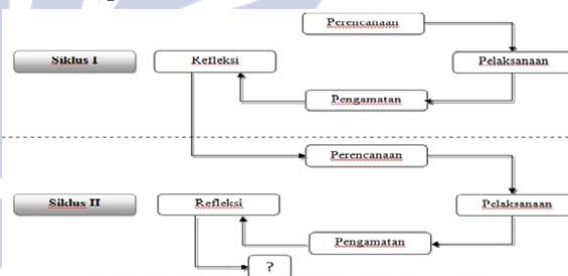 Perencanaan
Siklus I
Refleksi
Pelaksanaan
Pengamatan
Perencanaan
Siklus II
Refleksi
Pelaksanaan
Pengamatan
?